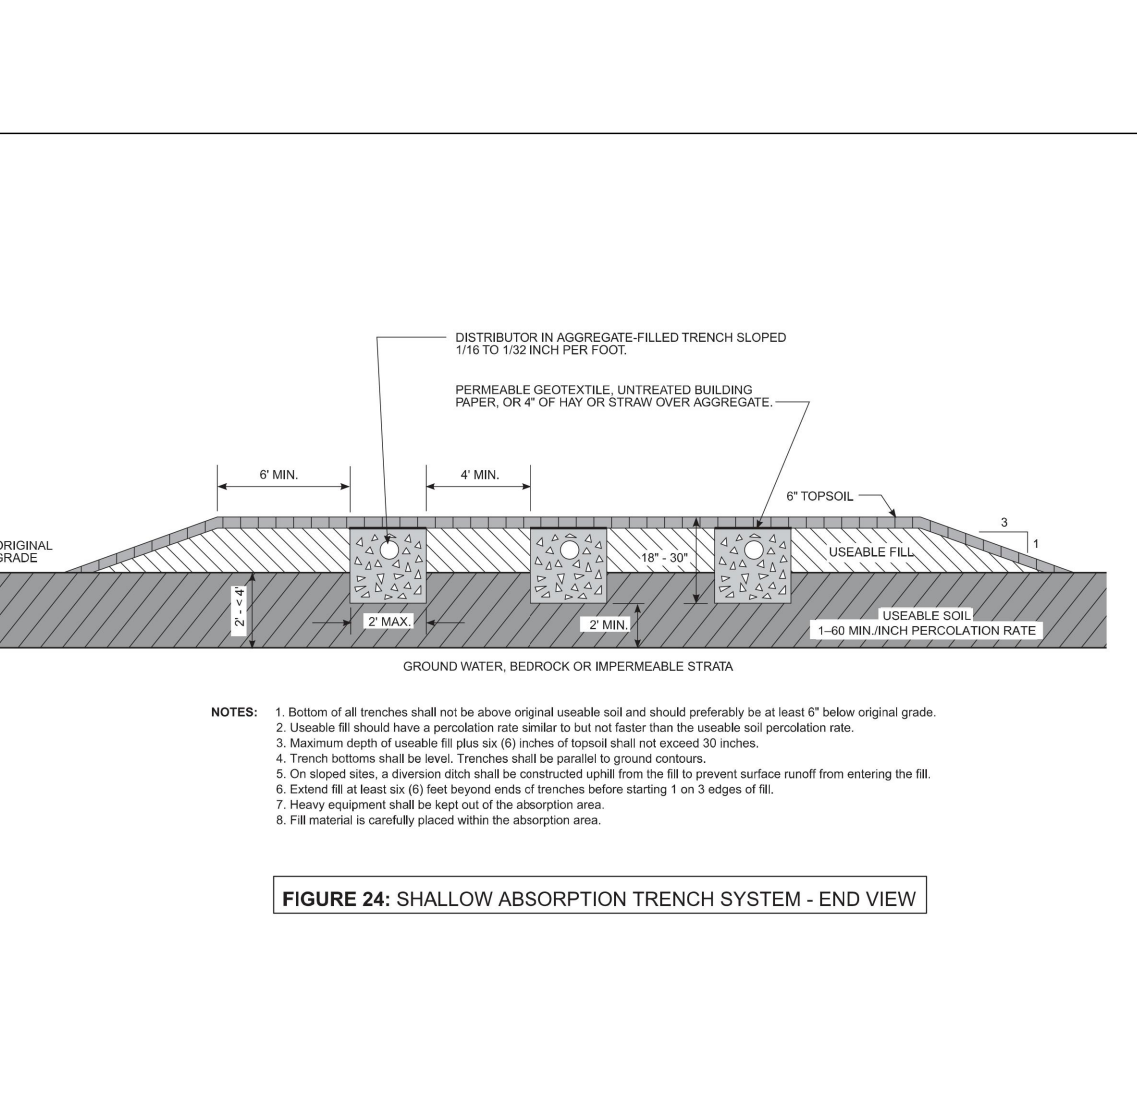 DISTRIBUTOR IN AGGREGATE-FILLED TRENCH SLOPED
1/16 TO 1/32 INCH PER FOOT.
PERMEABLE GEOTEXTILE, UNTREATED BUILDING
PAPER, OR 4" OF HAY OR STRAW OVER AGGREGATE.
6' MIN.
4' MIN.
6" TOPSOIL
3
1
ORIGINAL
GRADE
18" - 30"
USEABLE FILL
2' - < 4'
2' MAX.
2' MIN.
USEABLE SOIL
1–60 MIN./INCH PERCOLATION RATE
GROUND WATER, BEDROCK OR IMPERMEABLE STRATA
NOTES: 1. Bottom of all trenches shall not be above original useable soil and should preferably be at least 6" below original grade.
2. Useable fill should have a percolation rate similar to but not faster than the useable soil percolation rate.
3. Maximum depth of useable fill plus six (6) inches of topsoil shall not exceed 30 inches.
4. Trench bottoms shall be level. Trenches shall be parallel to ground contours.
5. On sloped sites, a diversion ditch shall be constructed uphill from the fill to prevent surface runoff from entering the fill.
6. Extend fill at least six (6) feet beyond ends of trenches before starting 1 on 3 edges of fill.
7. Heavy equipment shall be kept out of the absorption area.
8. Fill material is carefully placed within the absorption area.
FIGURE 24: SHALLOW ABSORPTION TRENCH SYSTEM - END VIEW